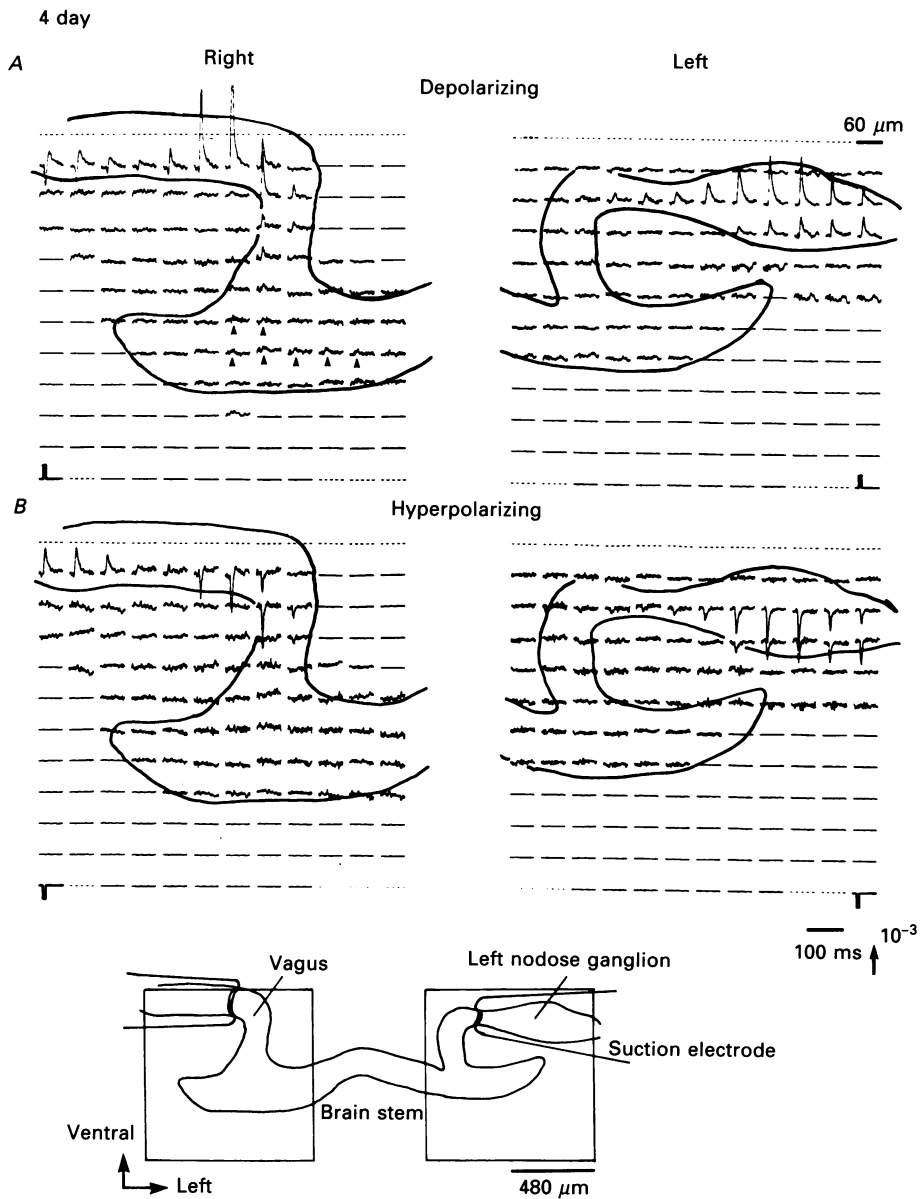 4 day
A
Right
Left
Depolarizing
60 μm
B
Hyperpolarizing
100 ms
10⁻³
Vagus
Left nodose ganglion
Suction electrode
Brain stem
Ventral
Left
480 μm